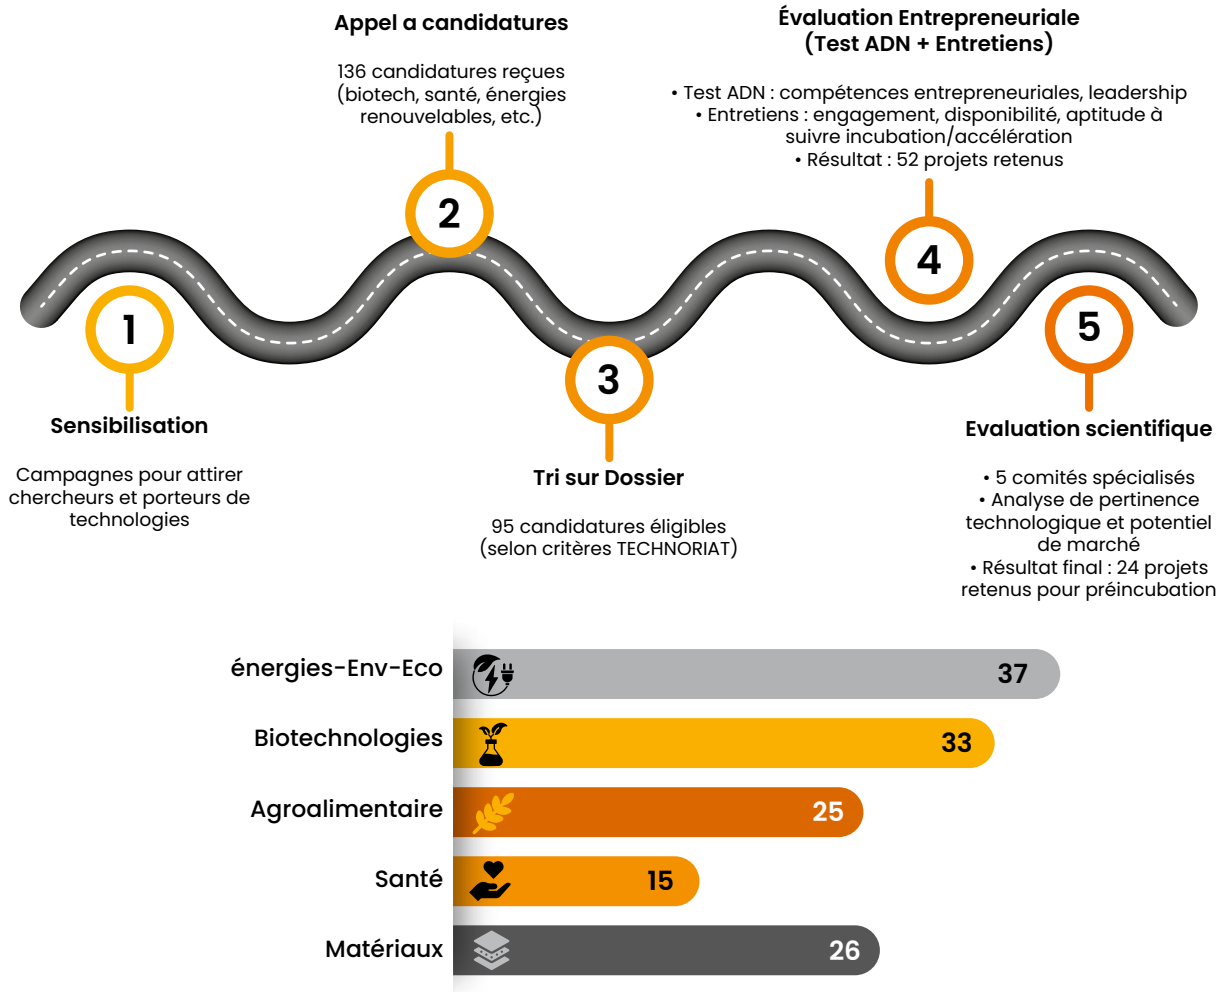 Appel a candidatures
136 candidatures reçues
(biotech, santé, énergies
renouvelables, etc.)
2
Évaluation Entrepreneuriale
(Test ADN + Entretiens)
• Test ADN : compétences entrepreneuriales, leadership
• Entretiens : engagement, disponibilité, aptitude à
suivre incubation/accélération
• Résultat : 52 projets retenus
4
1
Sensibilisation
Campagnes pour attirer
chercheurs et porteurs de
technologies
3
Tri sur Dossier
95 candidatures éligibles
(selon critères TECHNORIAT)
5
Evaluation scientifique
• 5 comités spécialisés
• Analyse de pertinence
technologique et potentiel
de marché
• Résultat final : 24 projets
retenus pour préincubation
énergies-Env-Eco 37
Biotechnologies 33
Agroalimentaire 25
Santé 15
Matériaux 26